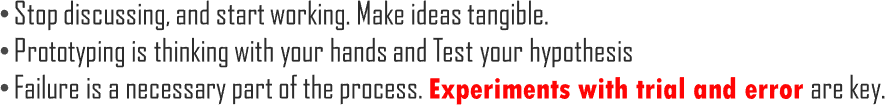 • Stop discussing, and start working. Make ideas tangible.
• Prototyping is thinking with your hands and Test your hypothesis
• Failure is a necessary part of the process. Experiments with trial and error are key.